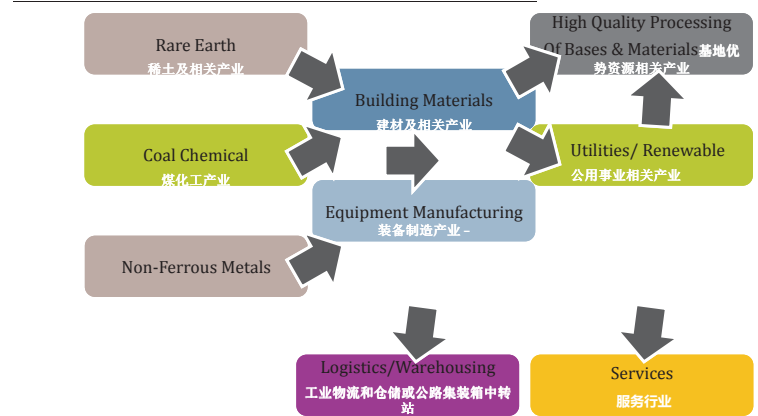 Rare Earth
稀土及相关产业
Building Materials
建材及相关产业
High Quality Processing
Of Bases & Materials基地优
势资源相关产业
Coal Chemical
煤化工产业
Utilities/ Renewable
公用事业相关产业
Equipment Manufacturing
装备制造产业 –
Non-Ferrous Metals
Logistics/Warehousing
工业物流和仓储或公路集装箱中转
站
Services
服务行业